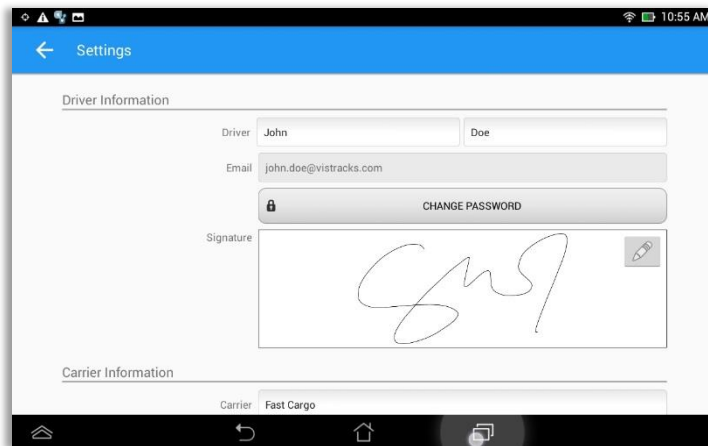 10:55 AM
Settings
Driver Information
Driver John Doe
Email john.doe@vistracks.com
CHANGE PASSWORD
Signature
Carrier Information
Carrier Fast Cargo